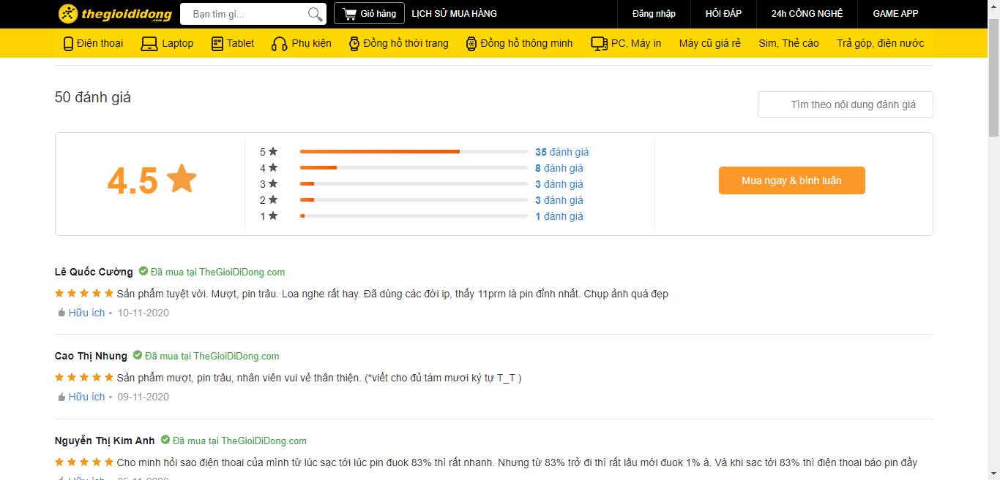 thegioididong
.com
Bạn tìm gì...
Giỏ hàng
LỊCH SỬ MUA HÀNG
Đăng nhập
HỎI ĐÁP
24h CÔNG NGHỆ
GAME APP
Điện thoại
Laptop
Tablet
Phụ kiện
Đồng hồ thời trang
Đồng hồ thông minh
PC, Máy in
Máy cũ giá rẻ
Sim, Thẻ cào
Trả góp, điện nước
50 đánh giá
Tìm theo nội dung đánh giá
4.5
5 35 đánh giá
4 8 đánh giá
3 3 đánh giá
2 3 đánh giá
1 1 đánh giá
Mua ngay & bình luận
Lê Quốc Cường Đã mua tại TheGioiDiDong.com
Sản phẩm tuyệt vời. Mượt, pin trâu. Loa nghe rất hay. Đã dùng các đời ip, thấy 11prm là pin đỉnh nhất. Chụp ảnh quá đẹp
Hữu ích • 10-11-2020
Cao Thị Nhung Đã mua tại TheGioiDiDong.com
Sản phẩm mượt, pin trâu, nhân viên vui vẻ thân thiện. (*viết cho đủ tám mươi ký tự T_T )
Hữu ích • 09-11-2020
Nguyễn Thị Kim Anh Đã mua tại TheGioiDiDong.com
Cho minh hỏi sao điện thoai của mình từ lúc sạc tới lúc pin đuok 83% thì rất nhanh. Nhưng từ 83% trở đi thì rất lâu mới đuok 1% à. Và khi sạc tới 83% thì điện thoại báo pin đầy
Hữu ích • 05-11-2020